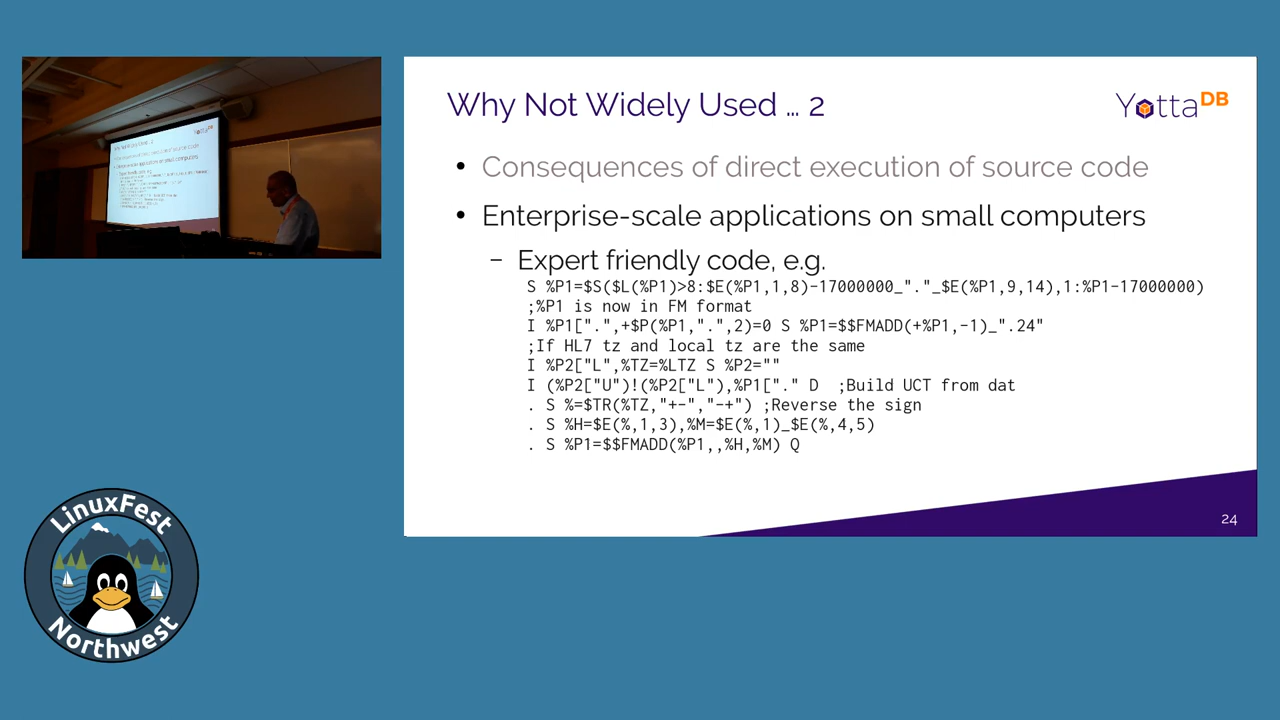 Why Not Widely Used ... 2
YottaDB
• Consequences of direct execution of source code
• Enterprise-scale applications on small computers
– Expert friendly code, e.g.
S %P1=$S($L(%P1)>8:$E(%P1,1,8)-17000000_"."_$E(%P1,9,14),1:%P1-17000000)
;%P1 is now in FM format
I %P1[".",+$P(%P1,".",2)=0 S %P1=$$FMADD(+%P1,-1)_".24"
;If HL7 tz and local tz are the same
I %P2["L",%TZ=%LTZ S %P2=""
I (%P2["U")!(%P2["L"),%P1["." D  ;Build UCT from dat
. S %=$TR(%TZ,"+-","-+") ;Reverse the sign
. S %H=$E(%,1,3),%M=$E(%,1)_$E(%,4,5)
. S %P1=$$FMADD(%P1,,%H,%M) Q
24
LinuxFest
Northwest